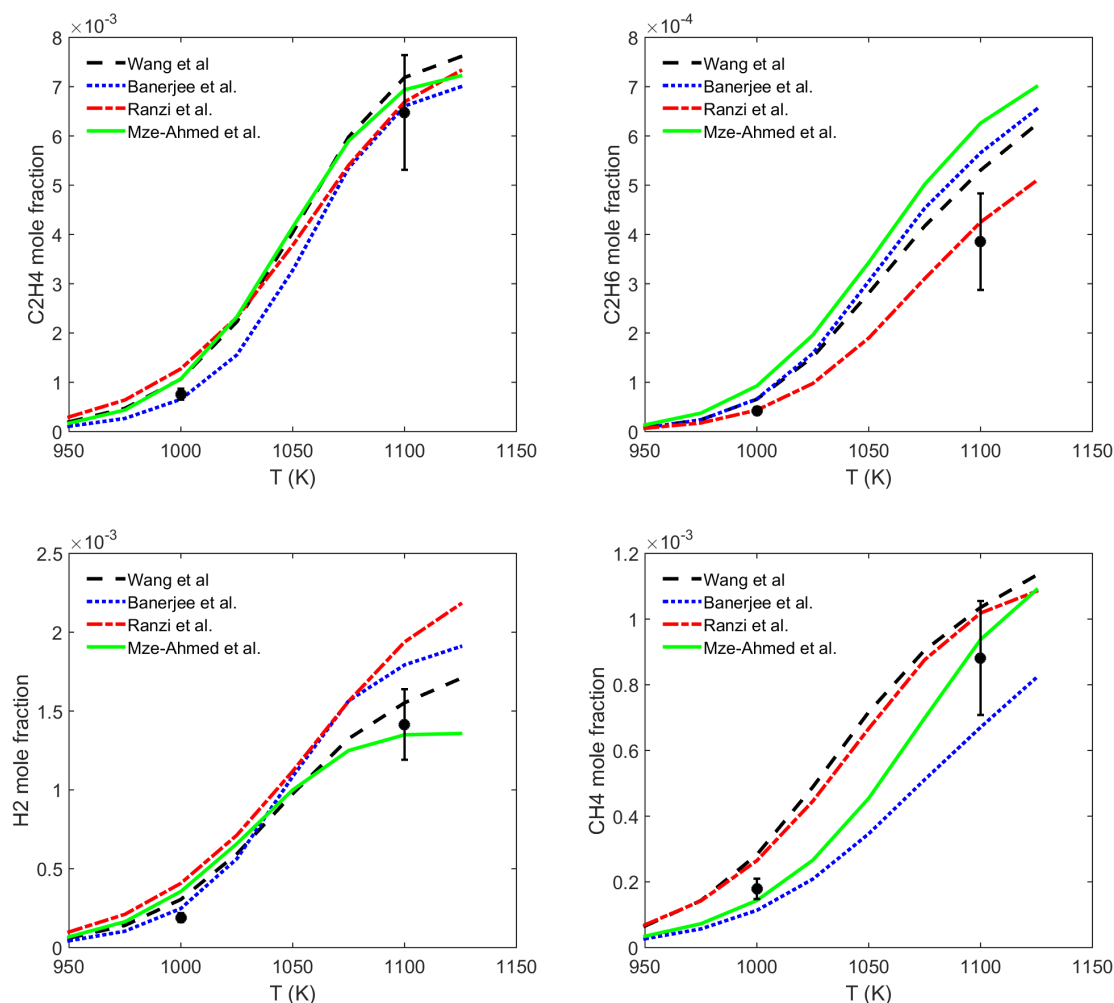 ×10⁻³
8
7
6
5
4
3
2
1
0
C2H4 mole fraction
Wang et al
Banerjee et al.
Ranzi et al.
Mze-Ahmed et al.
950 1000 1050 1100 1150
T (K)
×10⁻⁴
8
7
6
5
4
3
2
1
0
C2H6 mole fraction
Wang et al
Banerjee et al.
Ranzi et al.
Mze-Ahmed et al.
950 1000 1050 1100 1150
T (K)
×10⁻³
2.5
2
1.5
1
0.5
0
H2 mole fraction
Wang et al
Banerjee et al.
Ranzi et al.
Mze-Ahmed et al.
950 1000 1050 1100 1150
T (K)
×10⁻³
1.2
1
0.8
0.6
0.4
0.2
0
CH4 mole fraction
Wang et al
Banerjee et al.
Ranzi et al.
Mze-Ahmed et al.
950 1000 1050 1100 1150
T (K)